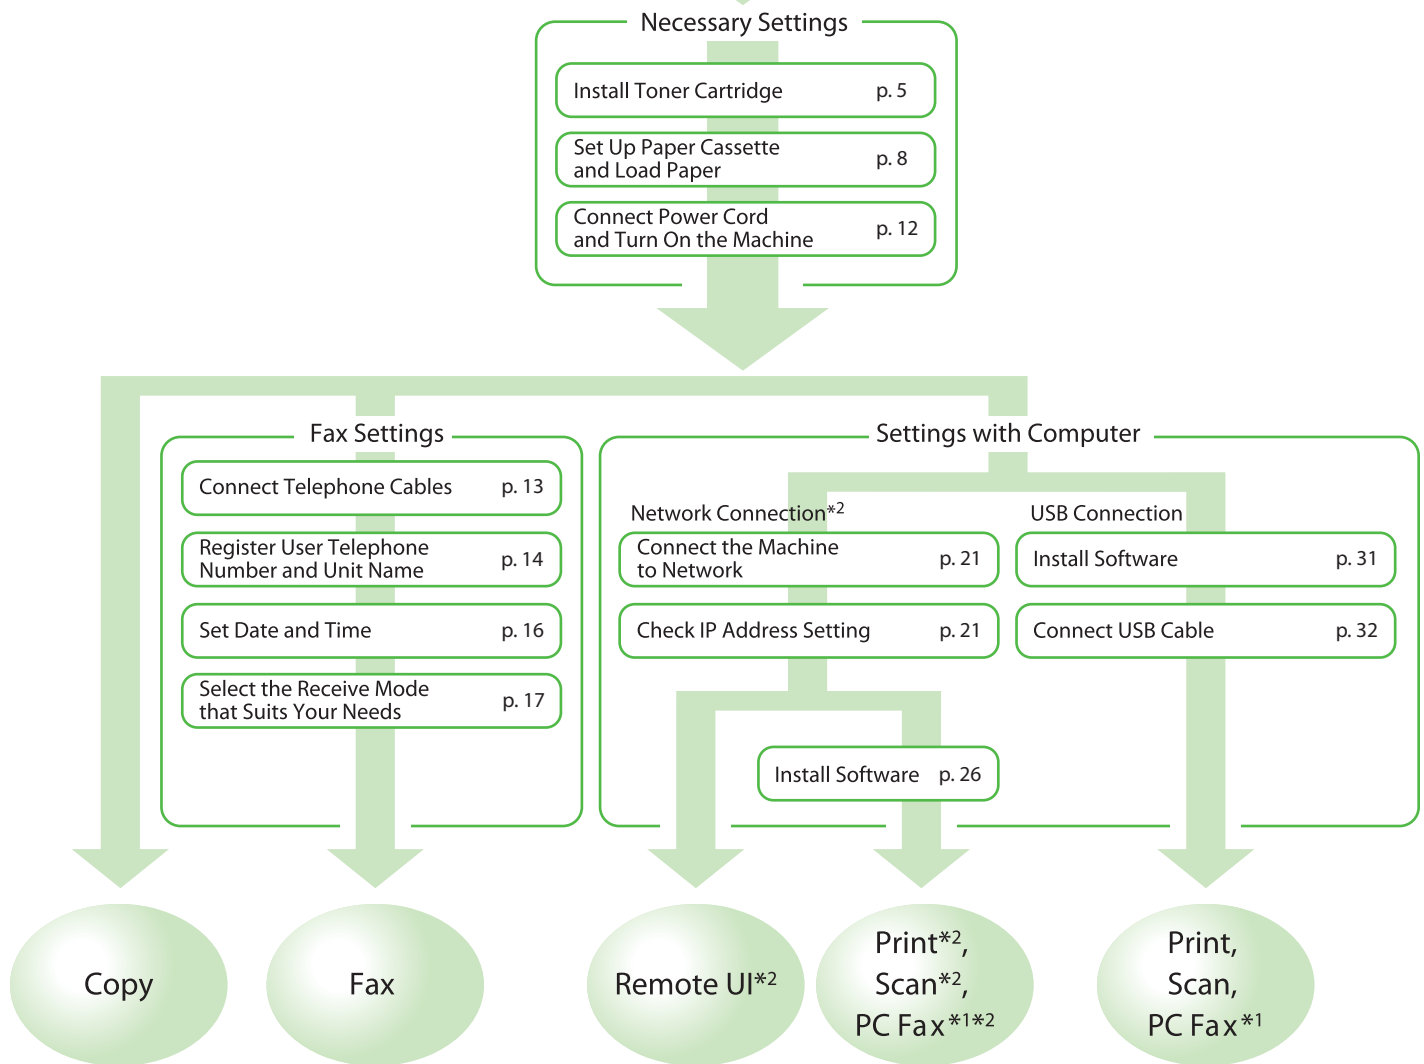 Necessary Settings
Install Toner Cartridge p. 5
Set Up Paper Cassette
and Load Paper p. 8
Connect Power Cord
and Turn On the Machine p. 12
Fax Settings
Connect Telephone Cables p. 13
Register User Telephone
Number and Unit Name p. 14
Set Date and Time p. 16
Select the Receive Mode
that Suits Your Needs p. 17
Settings with Computer
Network Connection*2
Connect the Machine
to Network p. 21
Check IP Address Setting p. 21
Install Software p. 26
USB Connection
Install Software p. 31
Connect USB Cable p. 32
Copy
Fax
Remote UI*2
Print*2,
Scan*2,
PC Fax*1*2
Print,
Scan,
PC Fax*1